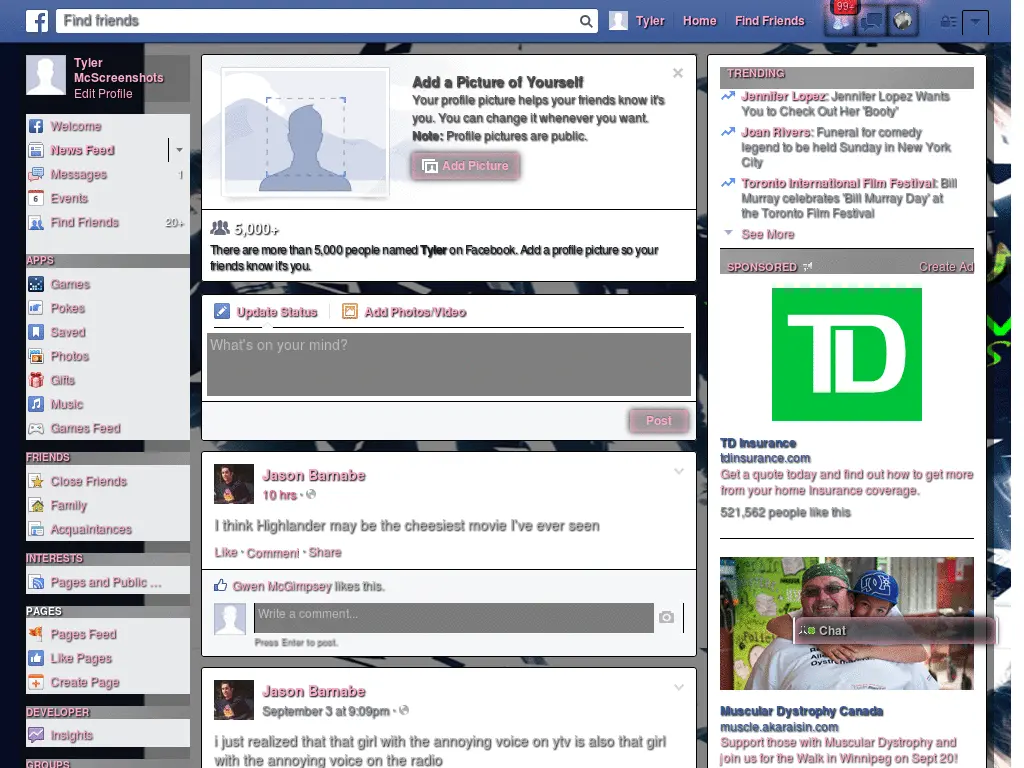 Find friends
Tyler
Home
Find Friends
99+
Tyler
McScreenshots
Edit Profile
Welcome
News Feed
Messages
1
6
Events
Find Friends
20+
APPS
Games
Pokes
Saved
Photos
Gifts
Music
Games Feed
FRIENDS
Close Friends
Family
Acquaintances
INTERESTS
Pages and Public ...
PAGES
Pages Feed
Like Pages
Create Page
DEVELOPER
Insights
GROUPS
Add a Picture of Yourself
Your profile picture helps your friends know it's
you. You can change it whenever you want.
Note: Profile pictures are public.
Add Picture
5,000+
There are more than 5,000 people named Tyler on Facebook. Add a profile picture so your
friends know it's you.
Update Status
Add Photos/Video
What's on your mind?
Post
Jason Barnabe
10 hrs ·
I think Highlander may be the cheesiest movie I've ever seen
Like · Comment · Share
Gwen McGimpsey likes this.
Write a comment...
Press Enter to post.
Jason Barnabe
September 3 at 9:09pm ·
i just realized that that girl with the annoying voice on ytv is also that girl
with the annoying voice on the radio
TRENDING
Jennifer Lopez: Jennifer Lopez Wants
You to Check Out Her 'Booty'
Joan Rivers: Funeral for comedy
legend to be held Sunday in New York
City
Toronto International Film Festival: Bill
Murray celebrates 'Bill Murray Day' at
the Toronto Film Festival
See More
SPONSORED
Create Ad
TD
TD Insurance
tdinsurance.com
Get a quote today and find out how to get more
from your home insurance coverage.
521,562 people like this
Chat
Muscular Dystrophy Canada
muscle.akaraisin.com
Support those with Muscular Dystrophy and
join us for the Walk in Winnipeg on Sept 20!